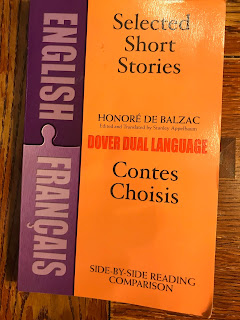 ENGLISH
FRANÇAIS
Selected
Short
Stories
HONORÉ DE BALZAC
Edited and Translated by Stanley Appelbaum
DOVER DUAL LANGUAGE
Contes
Choisis
SIDE-BY-SIDE READING
COMPARISON